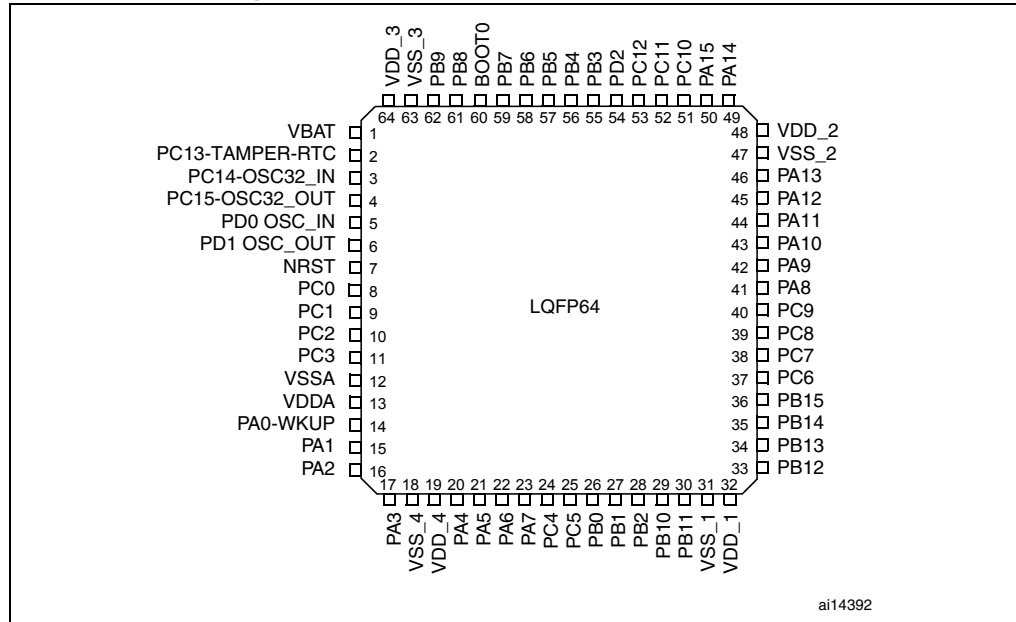 VDD_3
VSS_3
PB9
PB8
BOOT0
PB7
PB6
PB5
PB4
PB3
PD2
PC12
PC11
PC10
PA15
PA14
64 63 62 61 60 59 58 57 56 55 54 53 52 51 50 49
VBAT 1
PC13-TAMPER-RTC 2
PC14-OSC32_IN 3
PC15-OSC32_OUT 4
PD0 OSC_IN 5
PD1 OSC_OUT 6
NRST 7
PC0 8
PC1 9
PC2 10
PC3 11
VSSA 12
VDDA 13
PA0-WKUP 14
PA1 15
PA2 16
LQFP64
48 VDD_2
47 VSS_2
46 PA13
45 PA12
44 PA11
43 PA10
42 PA9
41 PA8
40 PC9
39 PC8
38 PC7
37 PC6
36 PB15
35 PB14
34 PB13
33 PB12
17 18 19 20 21 22 23 24 25 26 27 28 29 30 31 32
PA3
VSS_4
VDD_4
PA4
PA5
PA6
PA7
PC4
PC5
PB0
PB1
PB2
PB10
PB11
VSS_1
VDD_1
ai14392